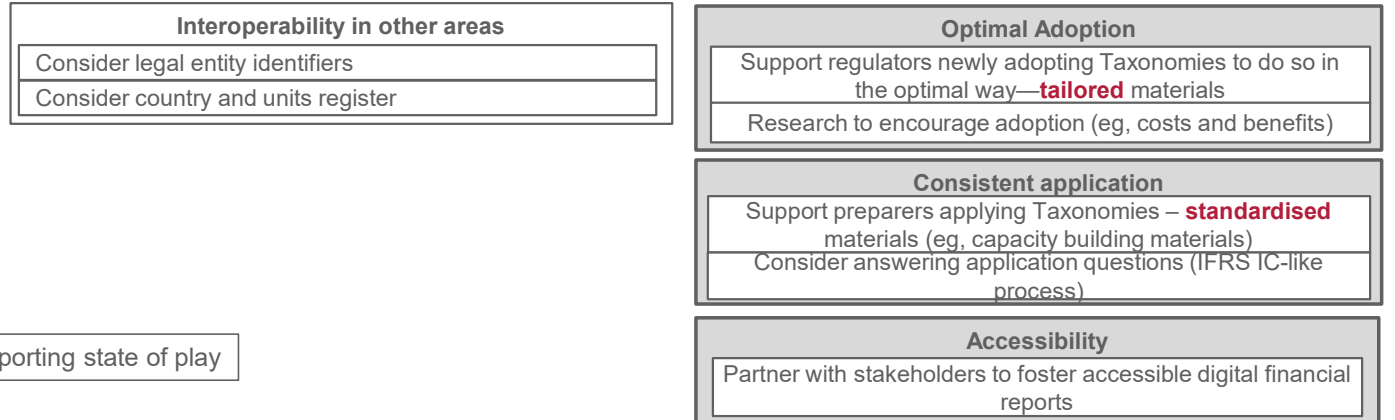 Interoperability in other areas
Consider legal entity identifiers
Consider country and units register
Optimal Adoption
Support regulators newly adopting Taxonomies to do so in
the optimal way—tailored materials
Research to encourage adoption (eg, costs and benefits)
Consistent application
Support preparers applying Taxonomies – standardised
materials (eg, capacity building materials)
Consider answering application questions (IFRS IC-like
process)
Accessibility
Partner with stakeholders to foster accessible digital financial
reports
state of play